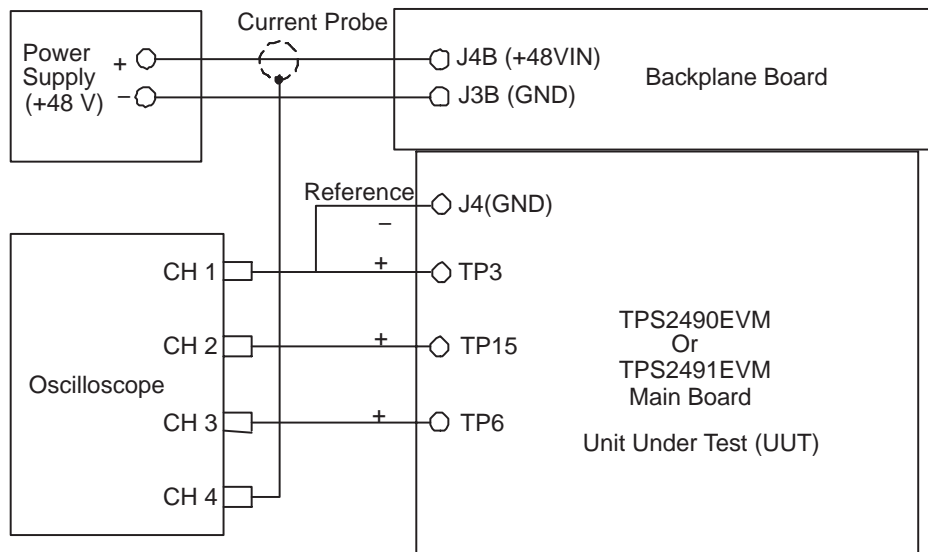 Current Probe
Power
Supply
(+48 V)
+
–
J4B (+48VIN)
J3B (GND)
Backplane Board
Reference
–
J4(GND)
CH 1
+
TP3
CH 2
+
TP15
Oscilloscope
CH 3
+
TP6
CH 4
TPS2490EVM
Or
TPS2491EVM
Main Board
Unit Under Test (UUT)